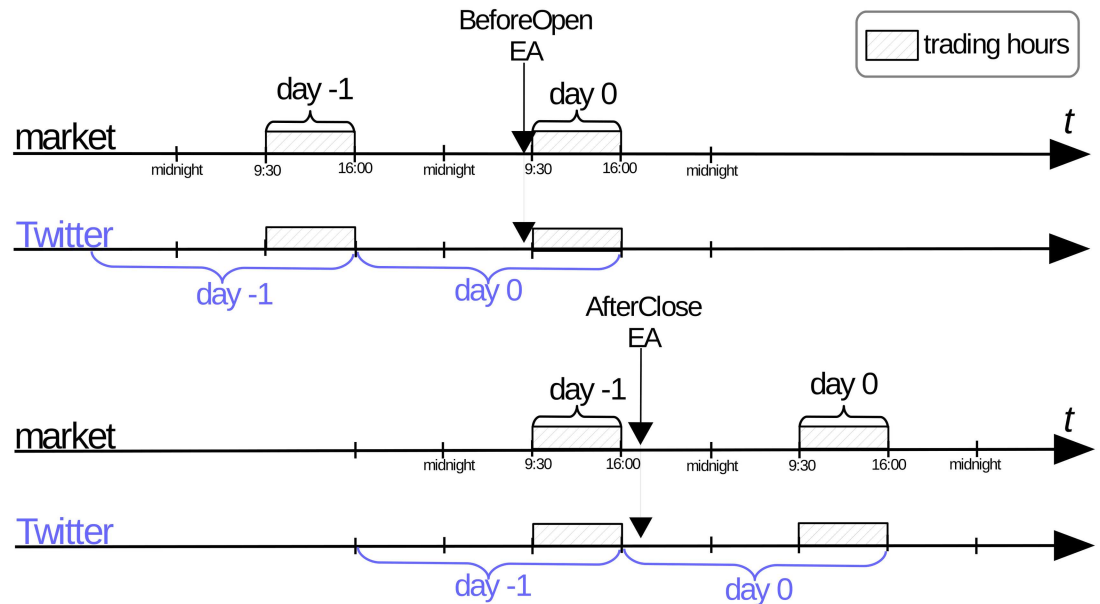 BeforeOpen
EA
trading hours
day -1
day 0
market
t
midnight
9:30
16:00
midnight
9:30
16:00
midnight
Twitter
day -1
day 0
AfterClose
EA
day -1
day 0
market
t
midnight
9:30
16:00
midnight
9:30
16:00
midnight
Twitter
day -1
day 0